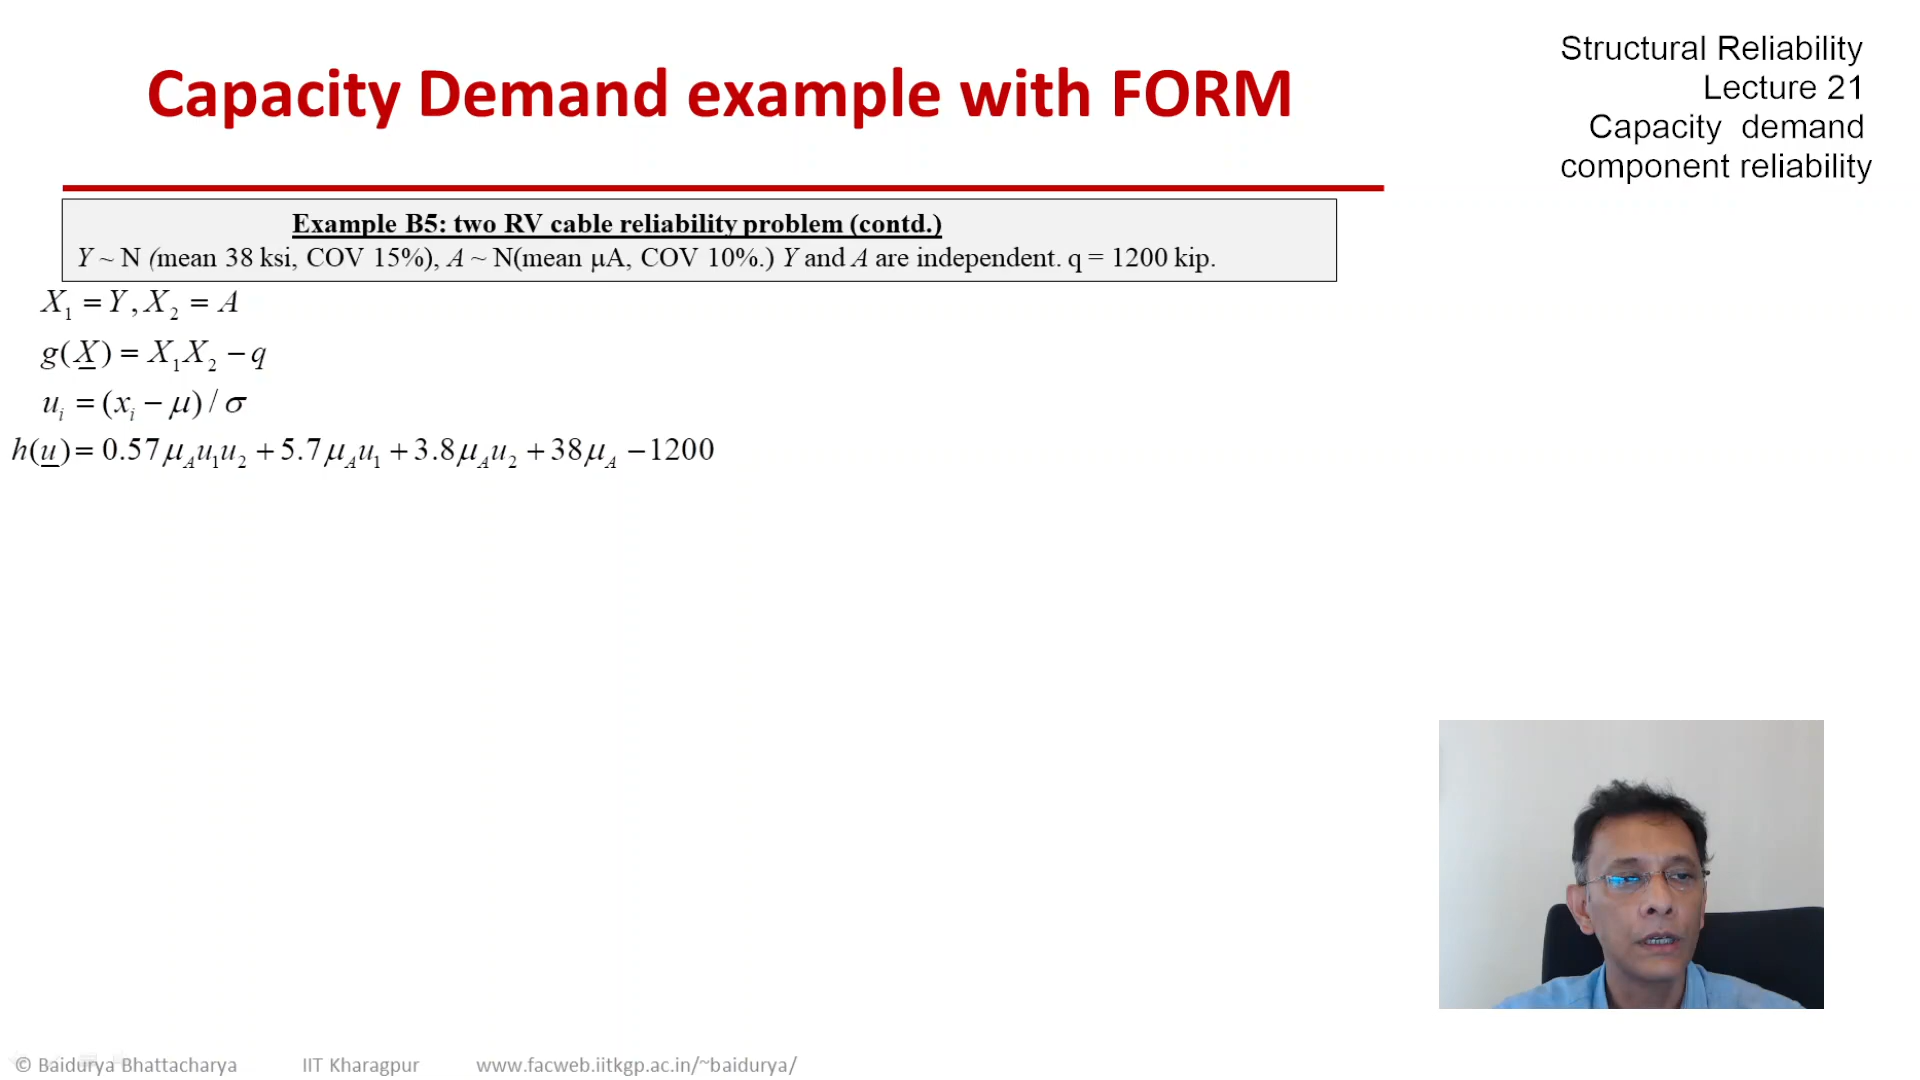 Capacity Demand example with FORM
Structural Reliability
Lecture 21
Capacity demand
component reliability
Example B5: two RV cable reliability problem (contd.)
Y ~ N (mean 38 ksi, COV 15%), A ~ N(mean μA, COV 10%.) Y and A are independent. q = 1200 kip.
X₁ = Y, X₂ = A
g(X) = X₁X₂ − q
uᵢ = (xᵢ − μ) / σ
h(u) = 0.57μ_A u₁u₂ + 5.7μ_A u₁ + 3.8μ_A u₂ + 38μ_A − 1200
© Baidurya Bhattacharya IIT Kharagpur www.facweb.iitkgp.ac.in/~baidurya/